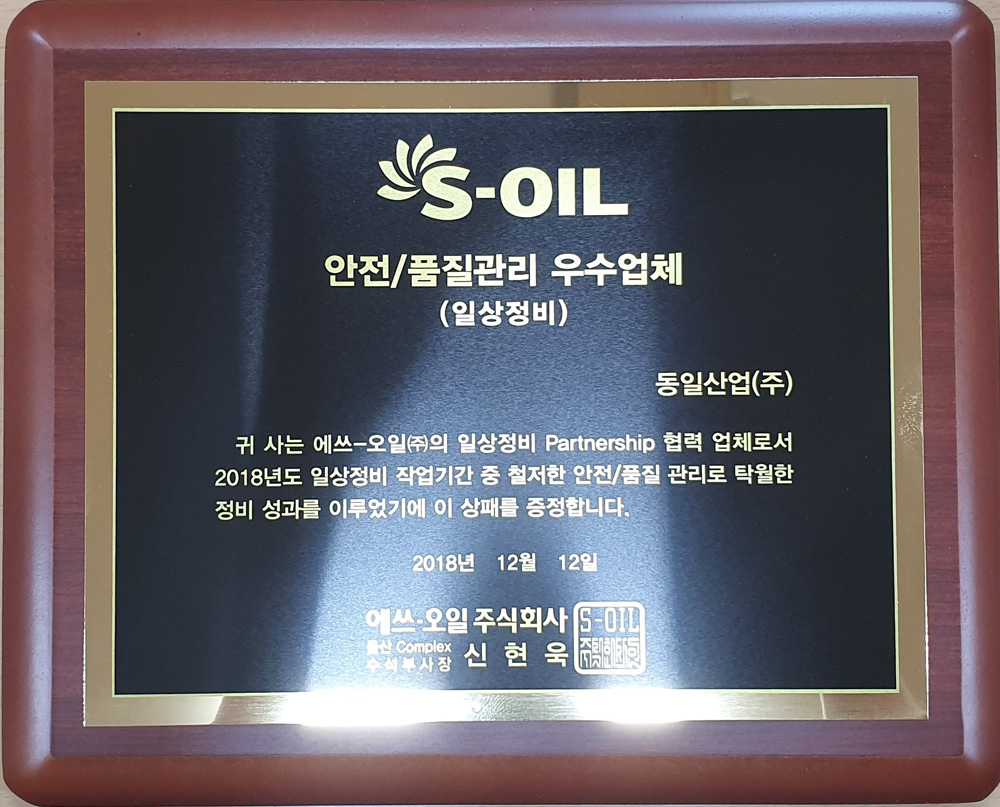 S-OIL
안전/품질관리 우수업체
(일상정비)
동일산업(주)
귀 사는 에쓰-오일㈜의 일상정비 Partnership 협력 업체로서
2018년도 일상정비 작업기간 중 철저한 안전/품질 관리로 탁월한
정비 성과를 이루었기에 이 상패를 증정합니다.
2018년 12월 12일
에쓰-오일 주식회사
울산 Complex
수석부사장 신 현 욱
S-OIL